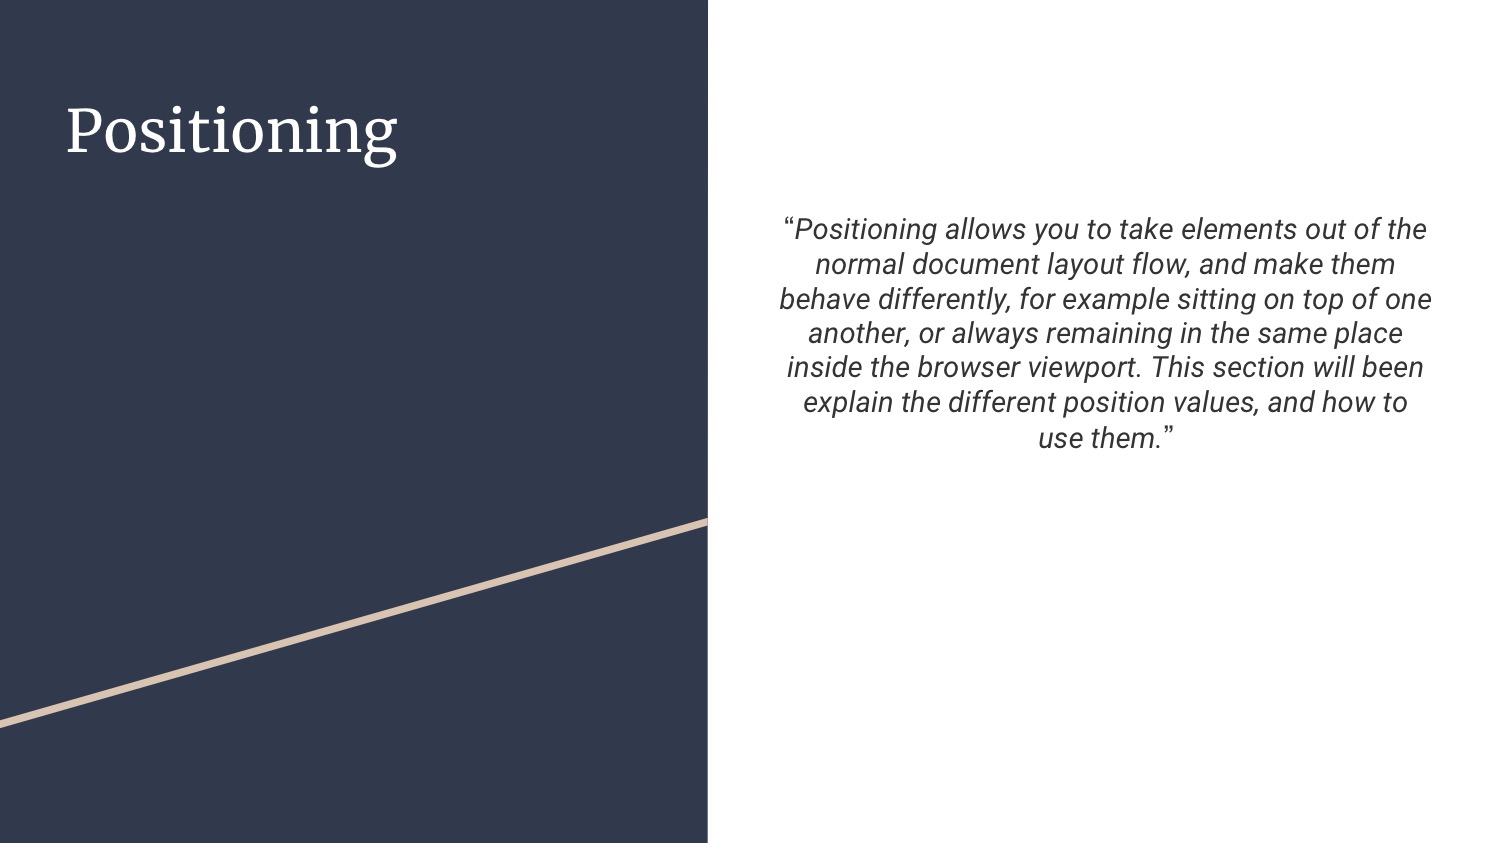 Positioning
“Positioning allows you to take elements out of the
normal document layout flow, and make them
behave differently, for example sitting on top of one
another, or always remaining in the same place
inside the browser viewport. This section will been
explain the different position values, and how to
use them.”